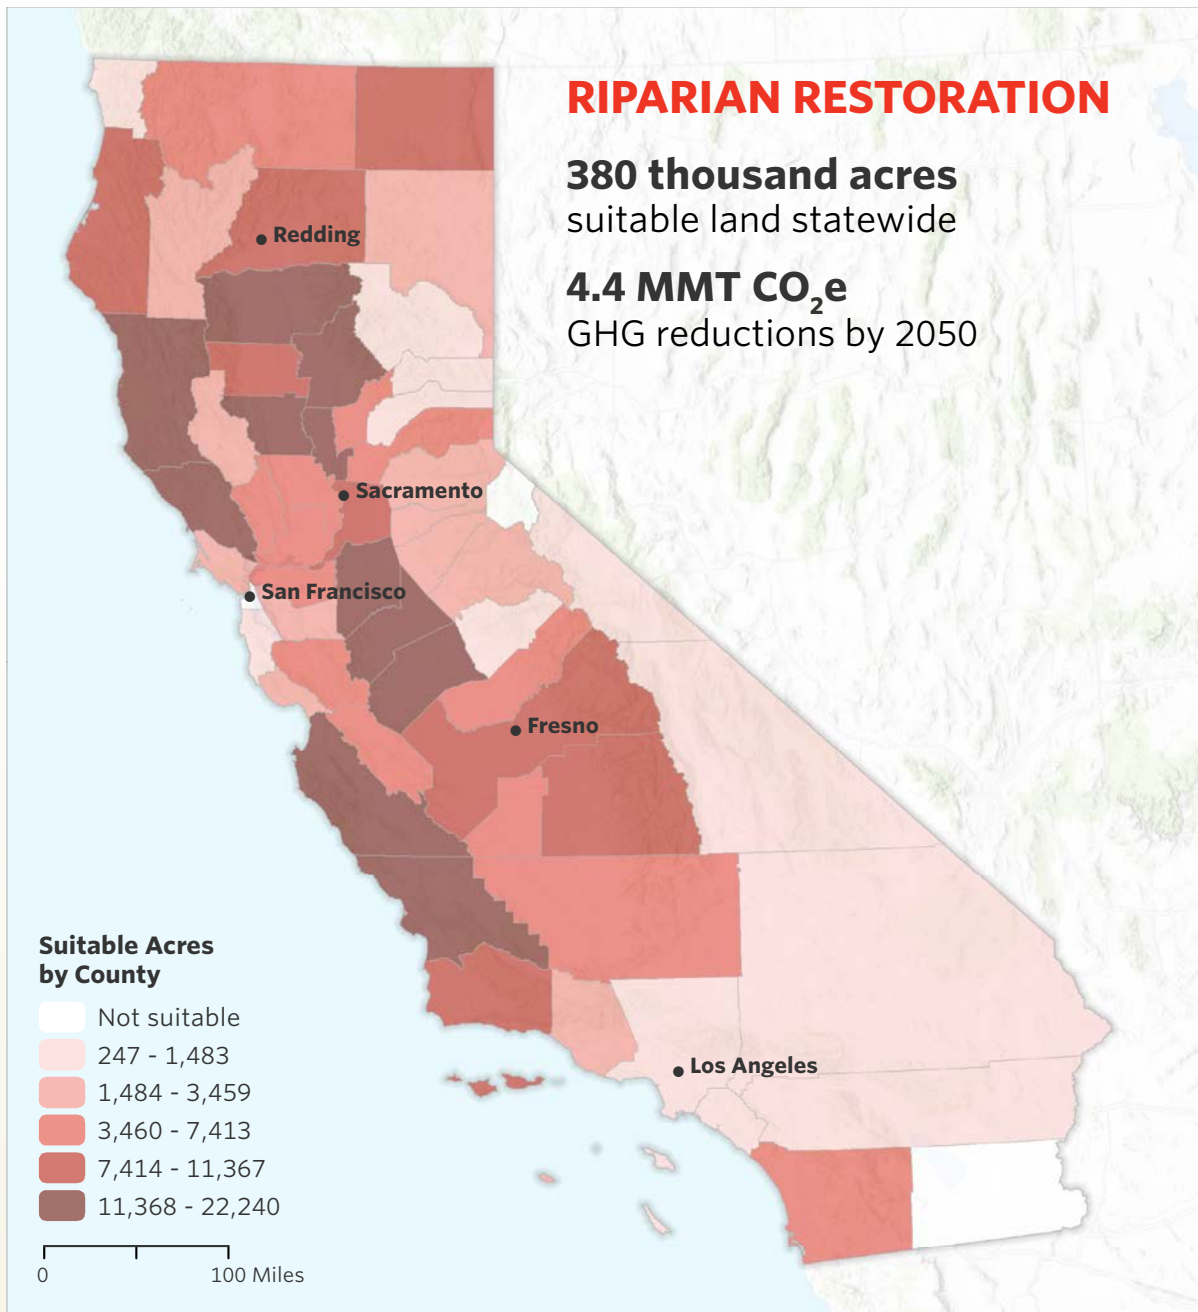 RIPARIAN RESTORATION
380 thousand acres
suitable land statewide
4.4 MMT CO₂e
GHG reductions by 2050
Redding
Sacramento
San Francisco
Fresno
Los Angeles
Suitable Acres
by County
Not suitable
247 - 1,483
1,484 - 3,459
3,460 - 7,413
7,414 - 11,367
11,368 - 22,240
0 100 Miles